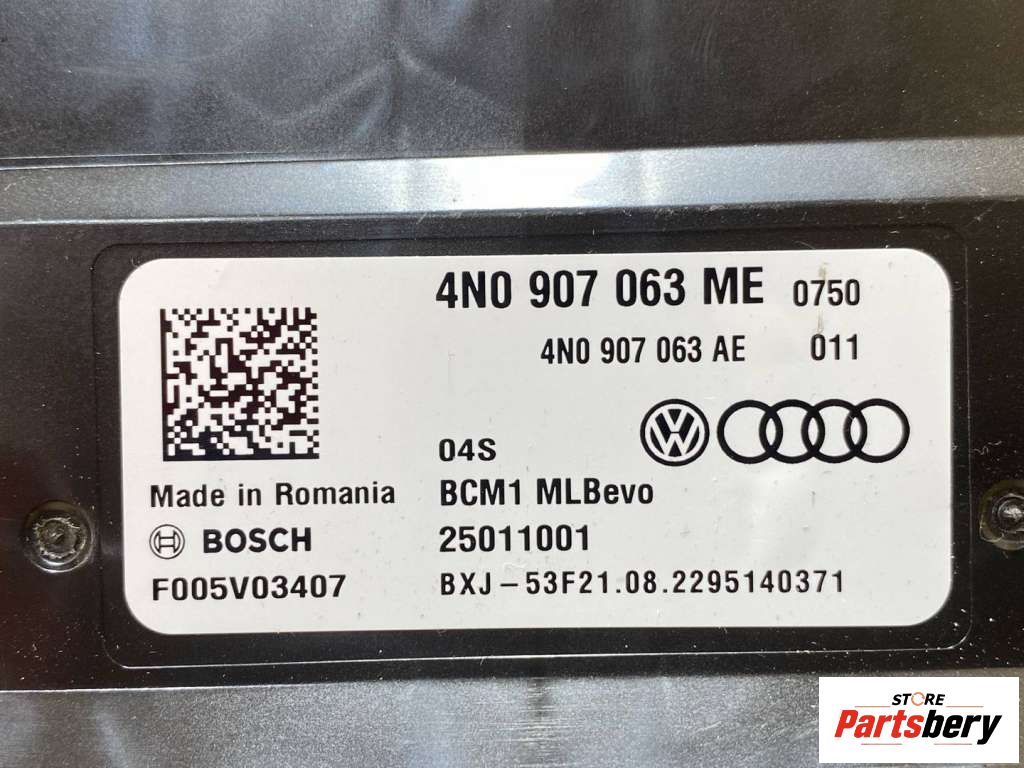 4N0 907 063 ME 0750
4N0 907 063 AE 011
04S
Made in Romania BCM1 MLBevo
BOSCH 25011001
F005V03407 BXJ-53F21.08.2295140371
STORE
Partsbery